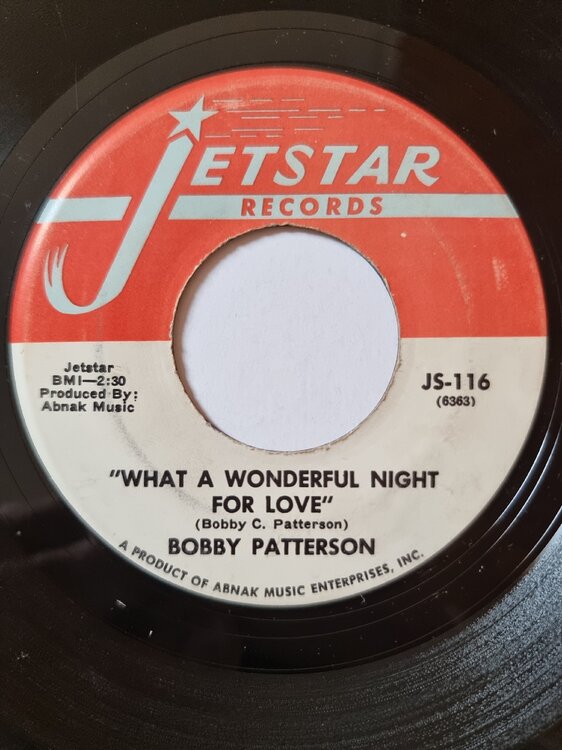 JETSTAR
RECORDS
Jetstar
BMI—2:30
Produced By:
Abnak Music
JS-116
(6363)
"WHAT A WONDERFUL NIGHT
FOR LOVE"
(Bobby C. Patterson)
BOBBY PATTERSON
A PRODUCT OF ABNAK MUSIC ENTERPRISES, INC.